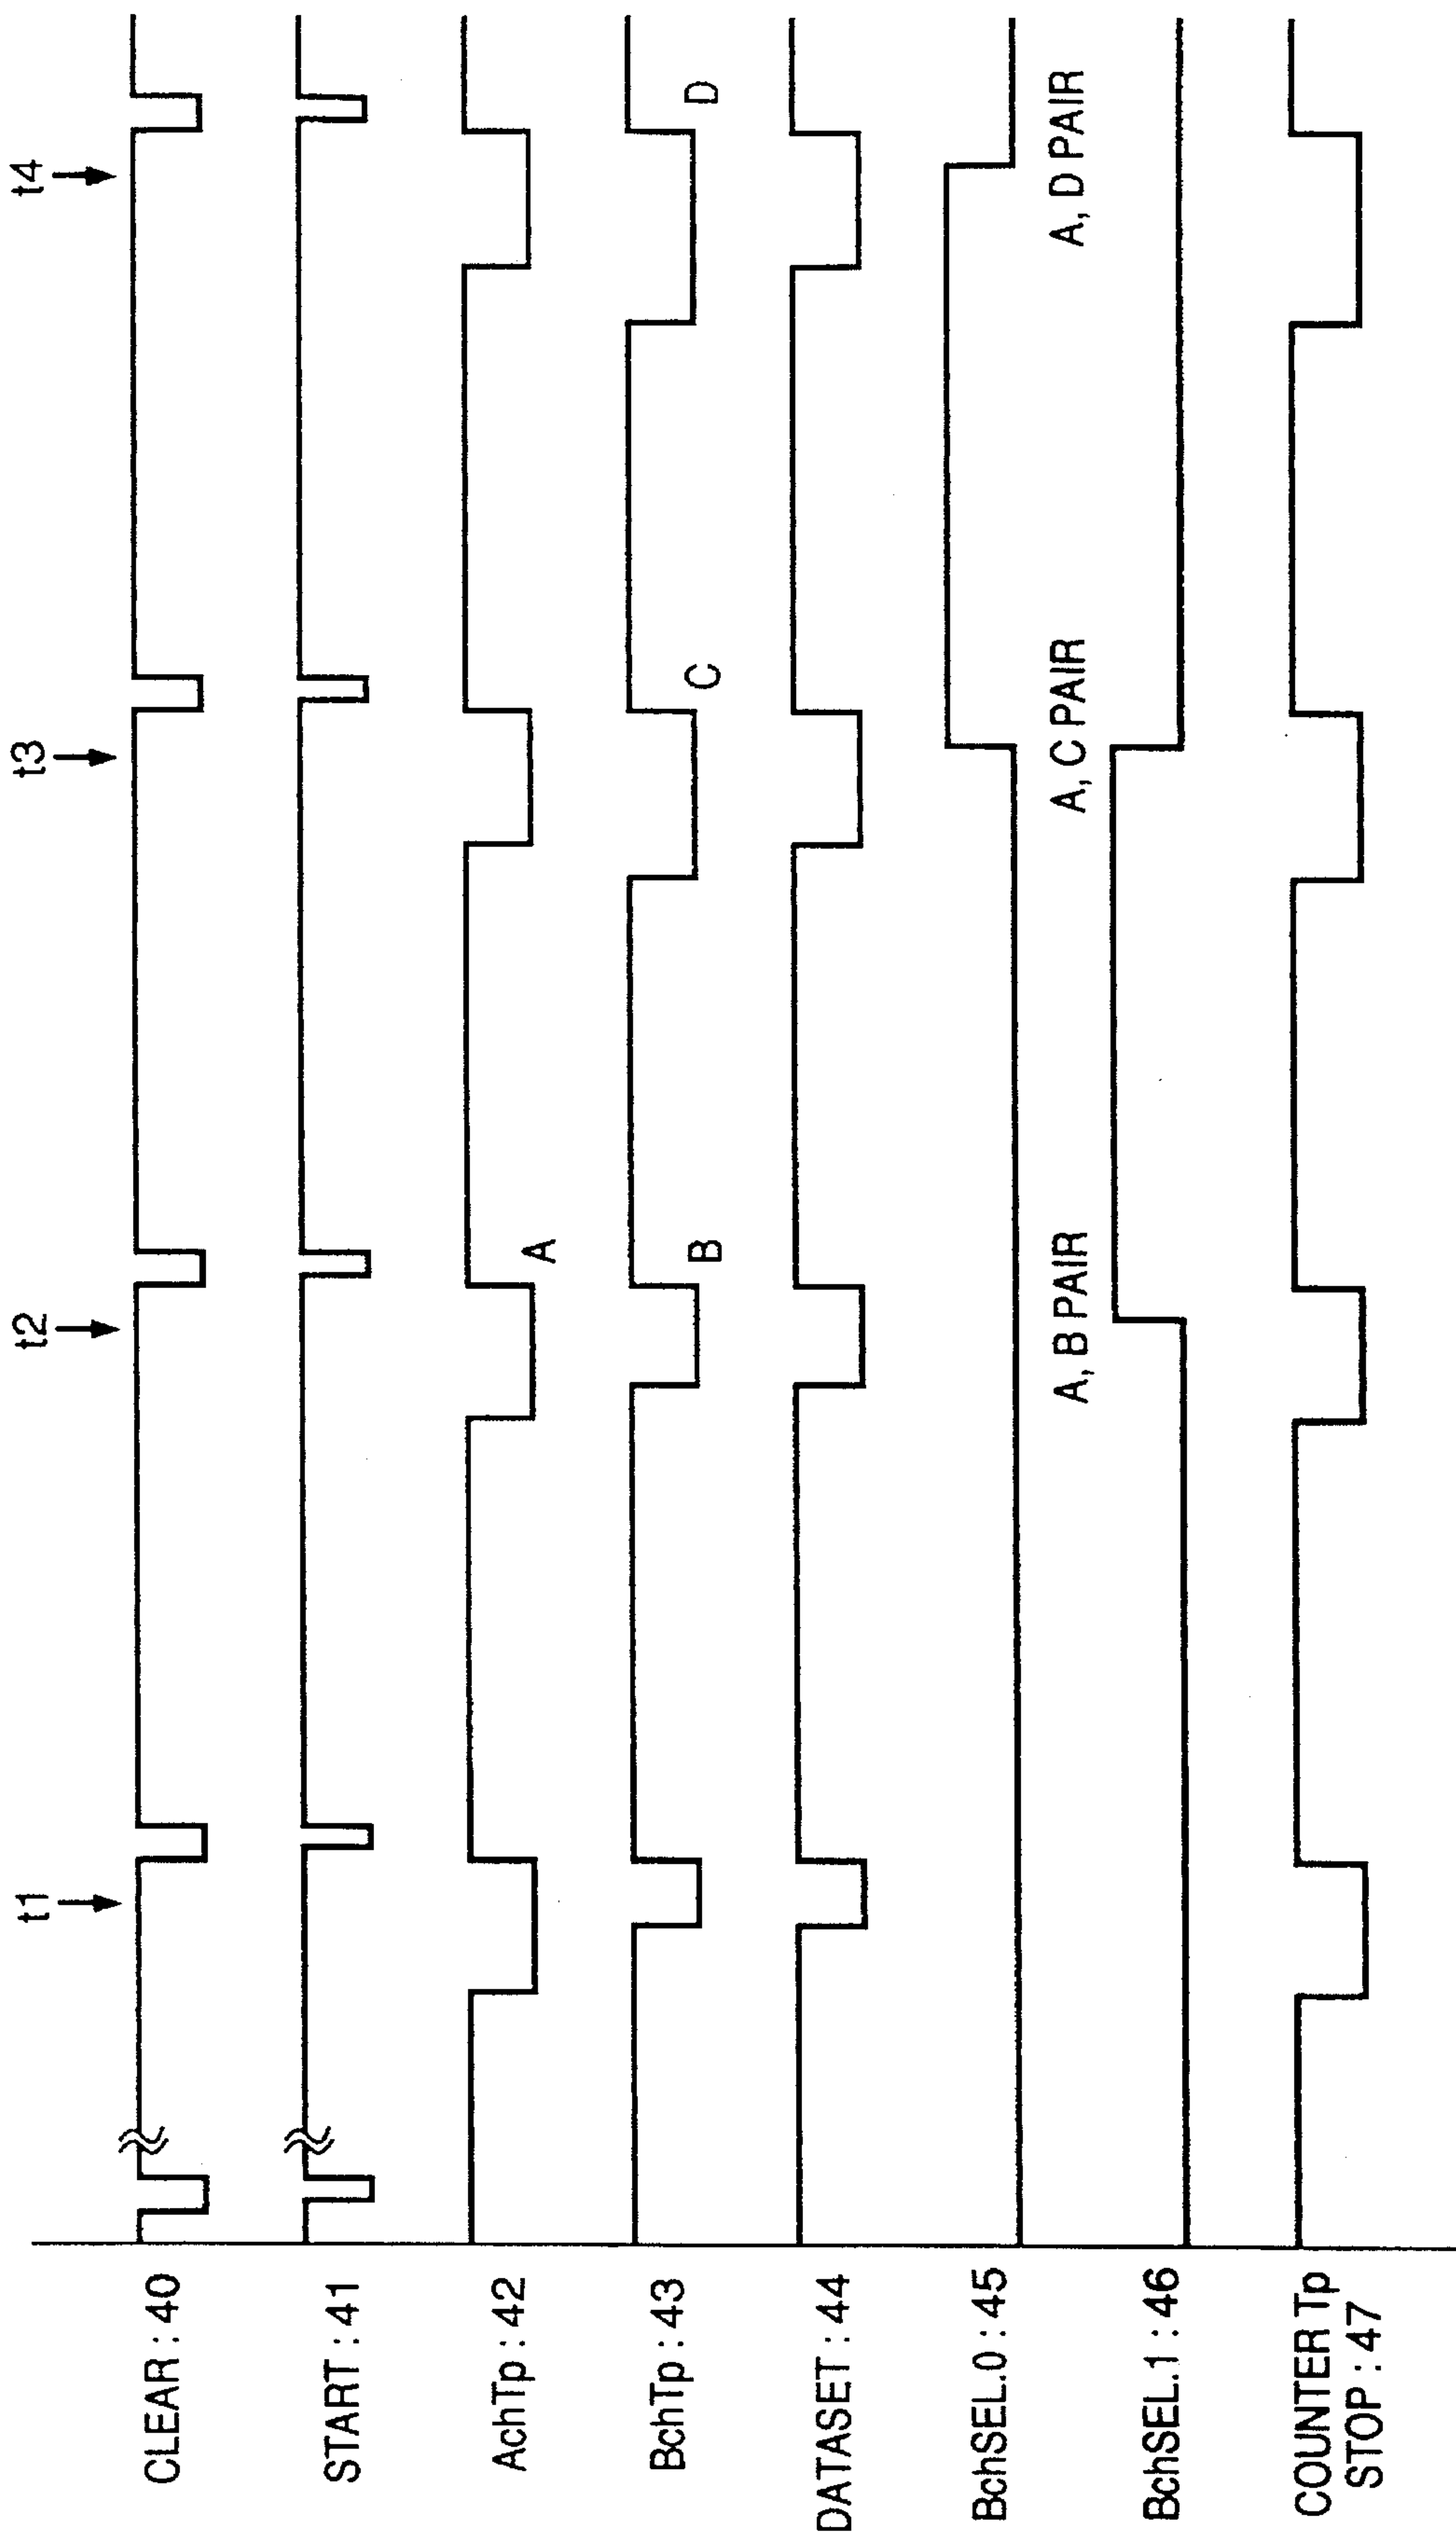 t1
t2
t3
t4
CLEAR : 40
START : 41
AchTp : 42
A
BchTp : 43
B
C
D
DATASET : 44
BchSEL.0 : 45
A, B PAIR
A, C PAIR
A, D PAIR
BchSEL.1 : 46
COUNTER Tp
STOP : 47